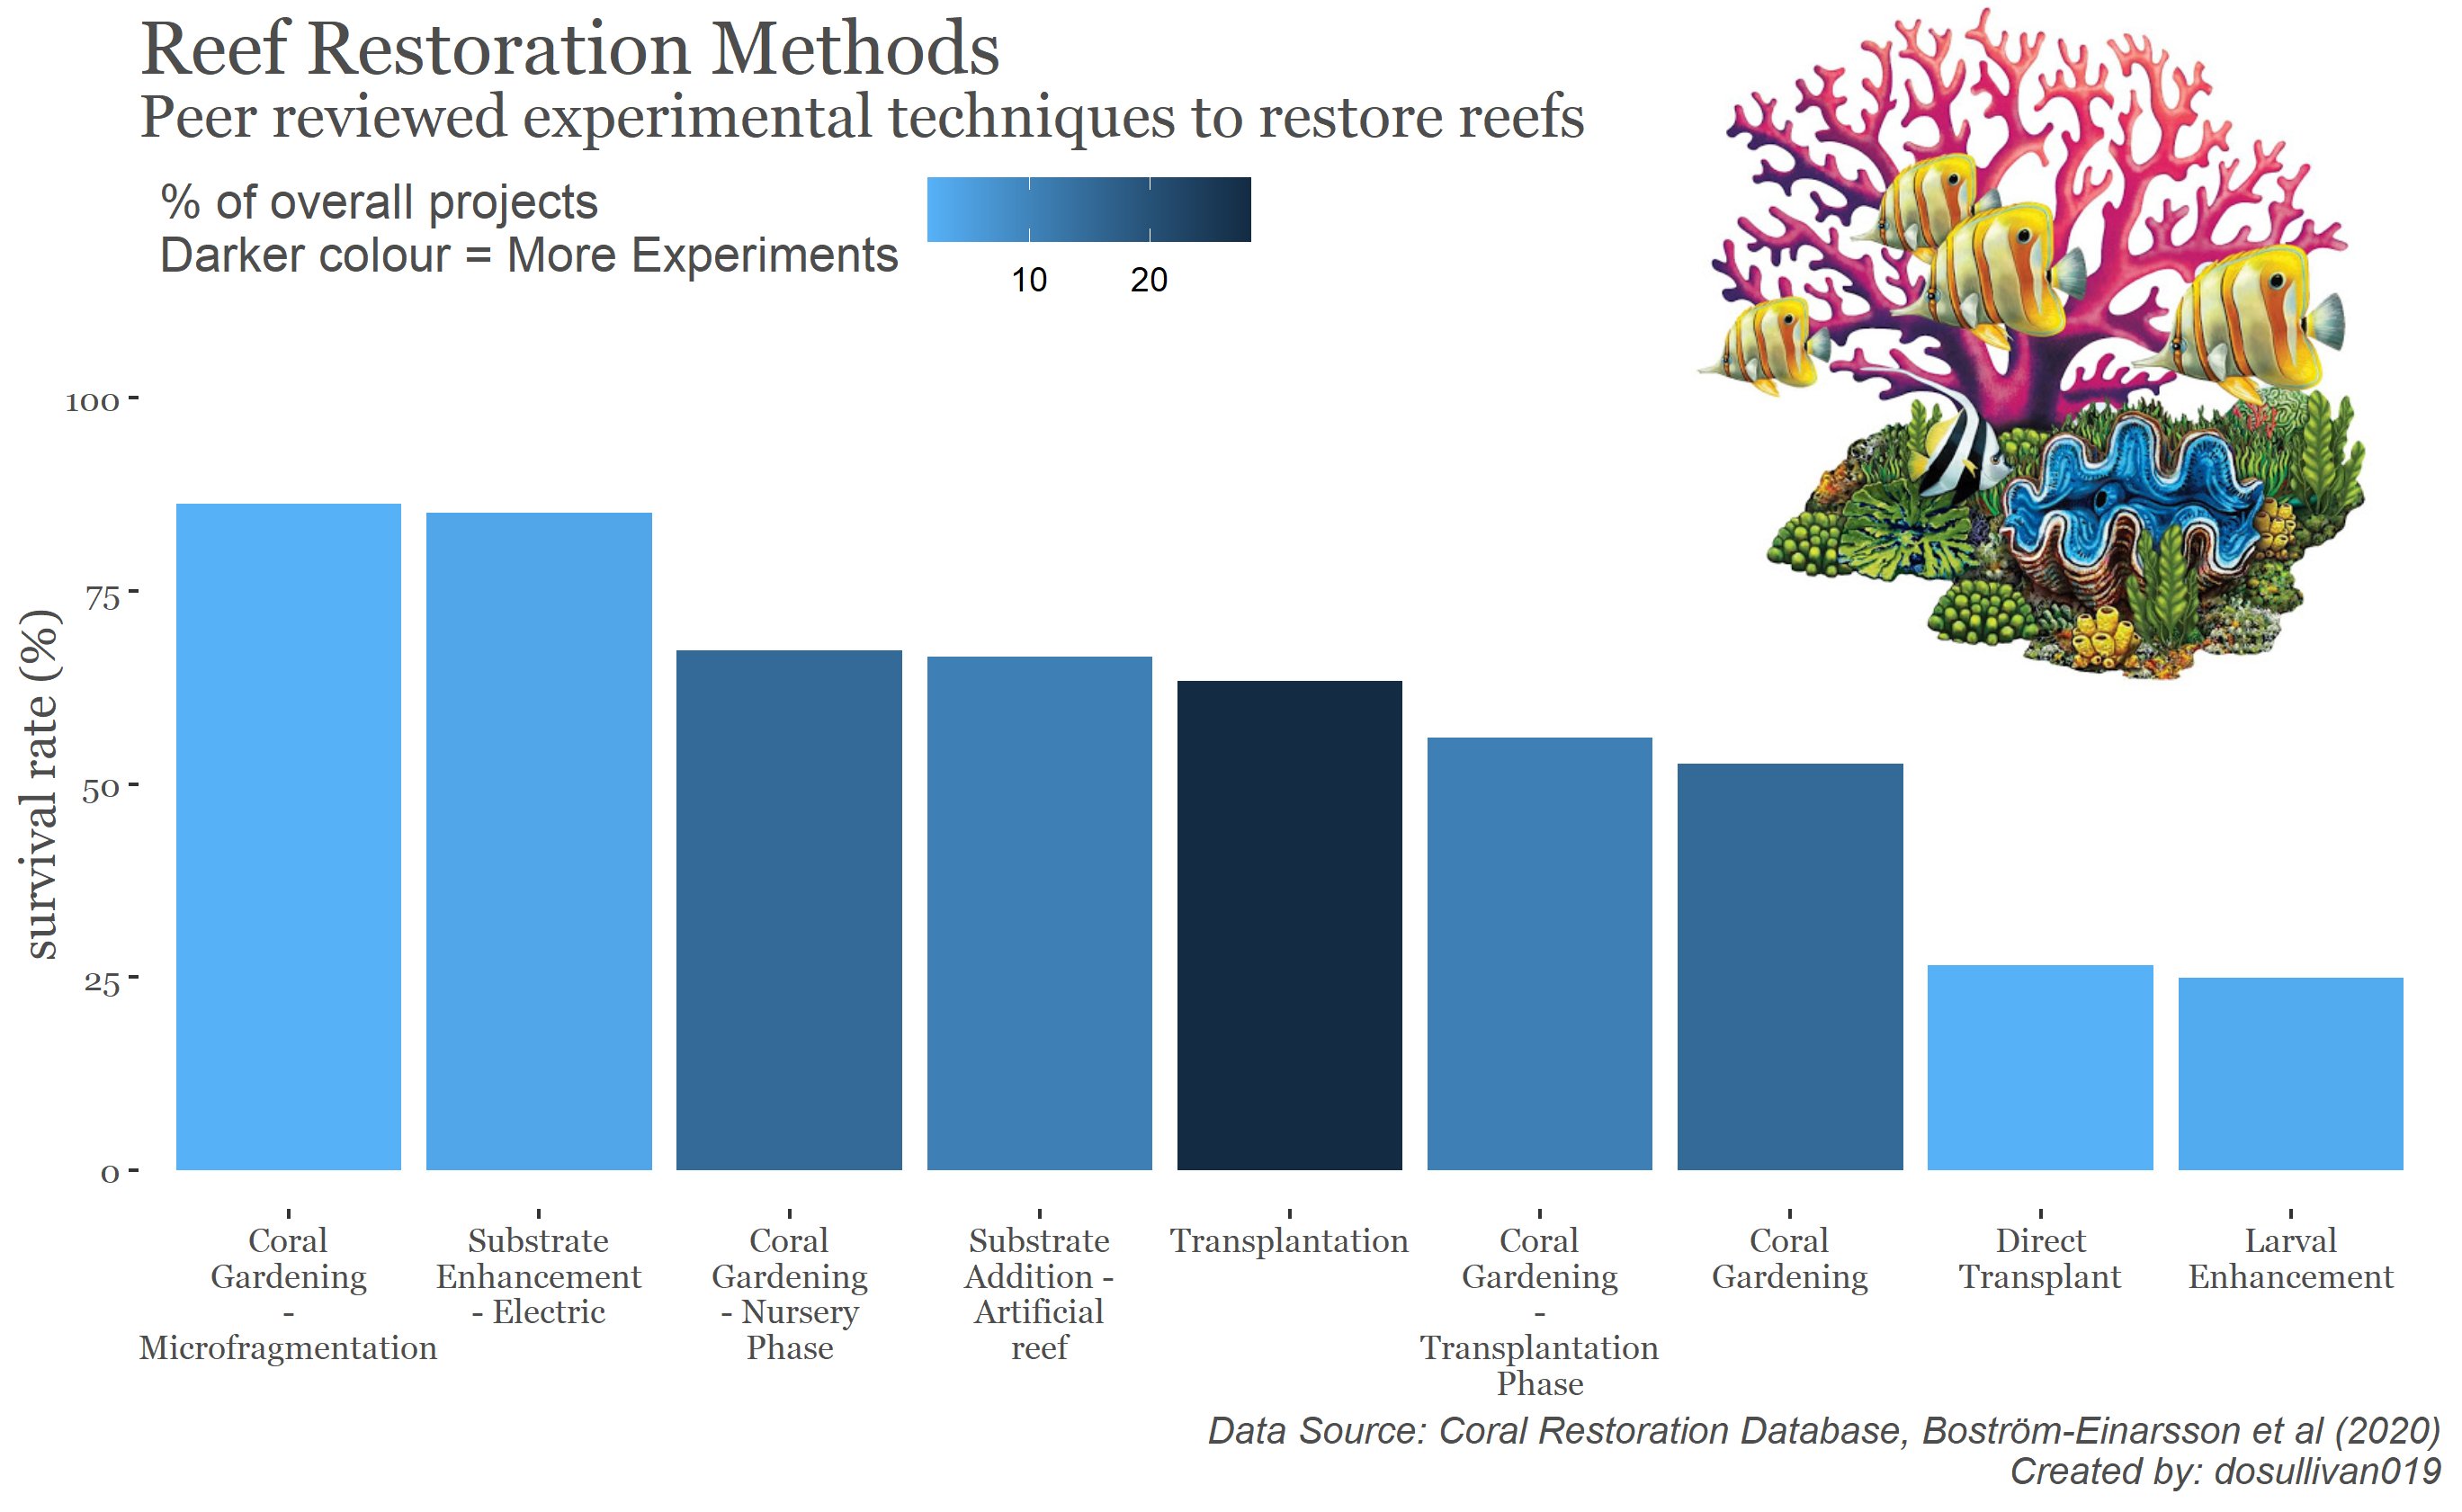 Reef Restoration Methods
Peer reviewed experimental techniques to restore reefs
% of overall projects
Darker colour = More Experiments
10 20
100
75
50
25
0
survival rate (%)
Coral
Gardening
-
Microfragmentation
Substrate
Enhancement
- Electric
Coral
Gardening
- Nursery
Phase
Substrate
Addition -
Artificial
reef
Transplantation
Coral
Gardening
-
Transplantation
Phase
Coral
Gardening
Direct
Transplant
Larval
Enhancement
Data Source: Coral Restoration Database, Boström-Einarsson et al (2020)
Created by: dosullivan019